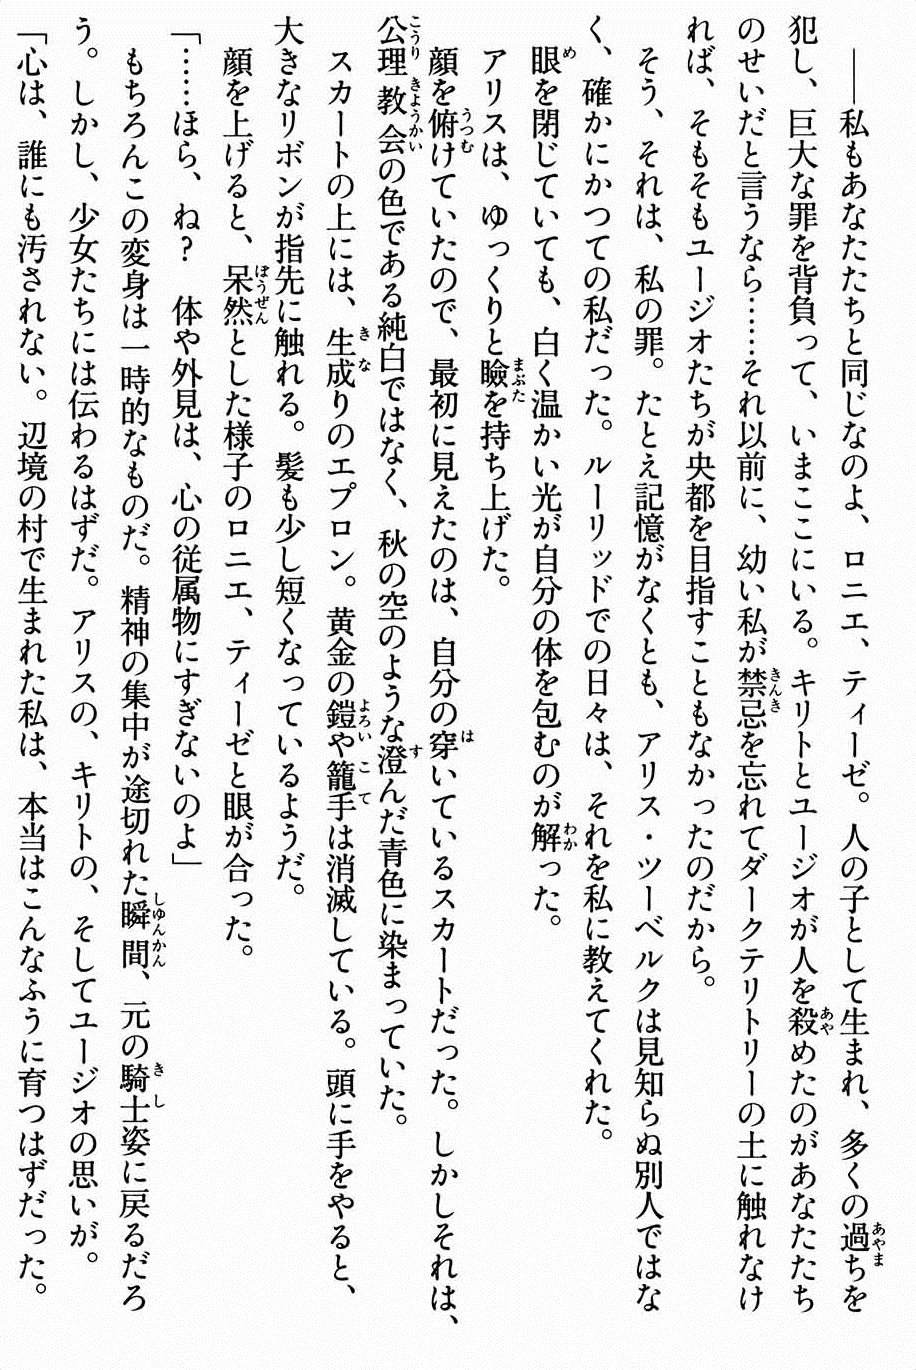 ――私もあなたたちと同じなのよ、ロニエ、ティーゼ。人の子として生まれ、多くの過ちを
犯し、巨大な罪を背負って、いまここにいる。キリトとユージオが人を殺めたのがあなたたち
のせいだと言うなら……それ以前に、幼い私が禁忌を忘れてダークテリトリーの土に触れなけ
れば、そもそもユージオたちが央都を目指すこともなかったのだから。
そう、それは、私の罪。たとえ記憶がなくとも、アリス・ツーベルクは見知らぬ別人ではな
く、確かにかつての私だった。ルーリッドでの日々は、それを私に教えてくれた。
眼を閉じていても、白く温かい光が自分の体を包むのが解った。
アリスは、ゆっくりと瞼を持ち上げた。
顔を俯けていたので、最初に見えたのは、自分の穿いているスカートだった。しかしそれは、
公理教会の色である純白ではなく、秋の空のような澄んだ青色に染まっていた。
スカートの上には、生成りのエプロン。黄金の鎧や籠手は消滅している。頭に手をやると、
大きなリボンが指先に触れる。髪も少し短くなっているようだ。
顔を上げると、呆然とした様子のロニエ、ティーゼと眼が合った。
「……ほら、ね？　体や外見は、心の従属物にすぎないのよ」
もちろんこの変身は一時的なものだ。精神の集中が途切れた瞬間、元の騎士姿に戻るだろ
う。しかし、少女たちには伝わるはずだ。アリスの、キリトの、そしてユージオの思いが。
「心は、誰にも汚されない。辺境の村で生まれた私は、本当はこんなふうに育つはずだった。